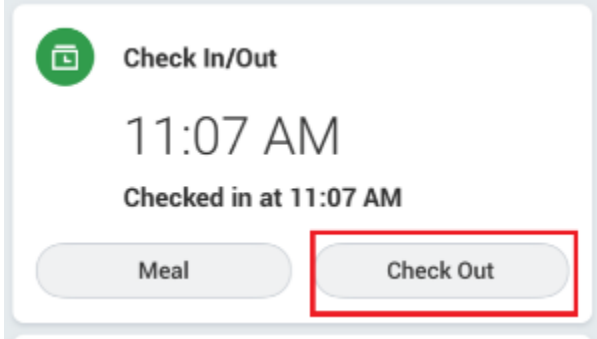 Check In/Out
11:07 AM
Checked in at 11:07 AM
Meal
Check Out